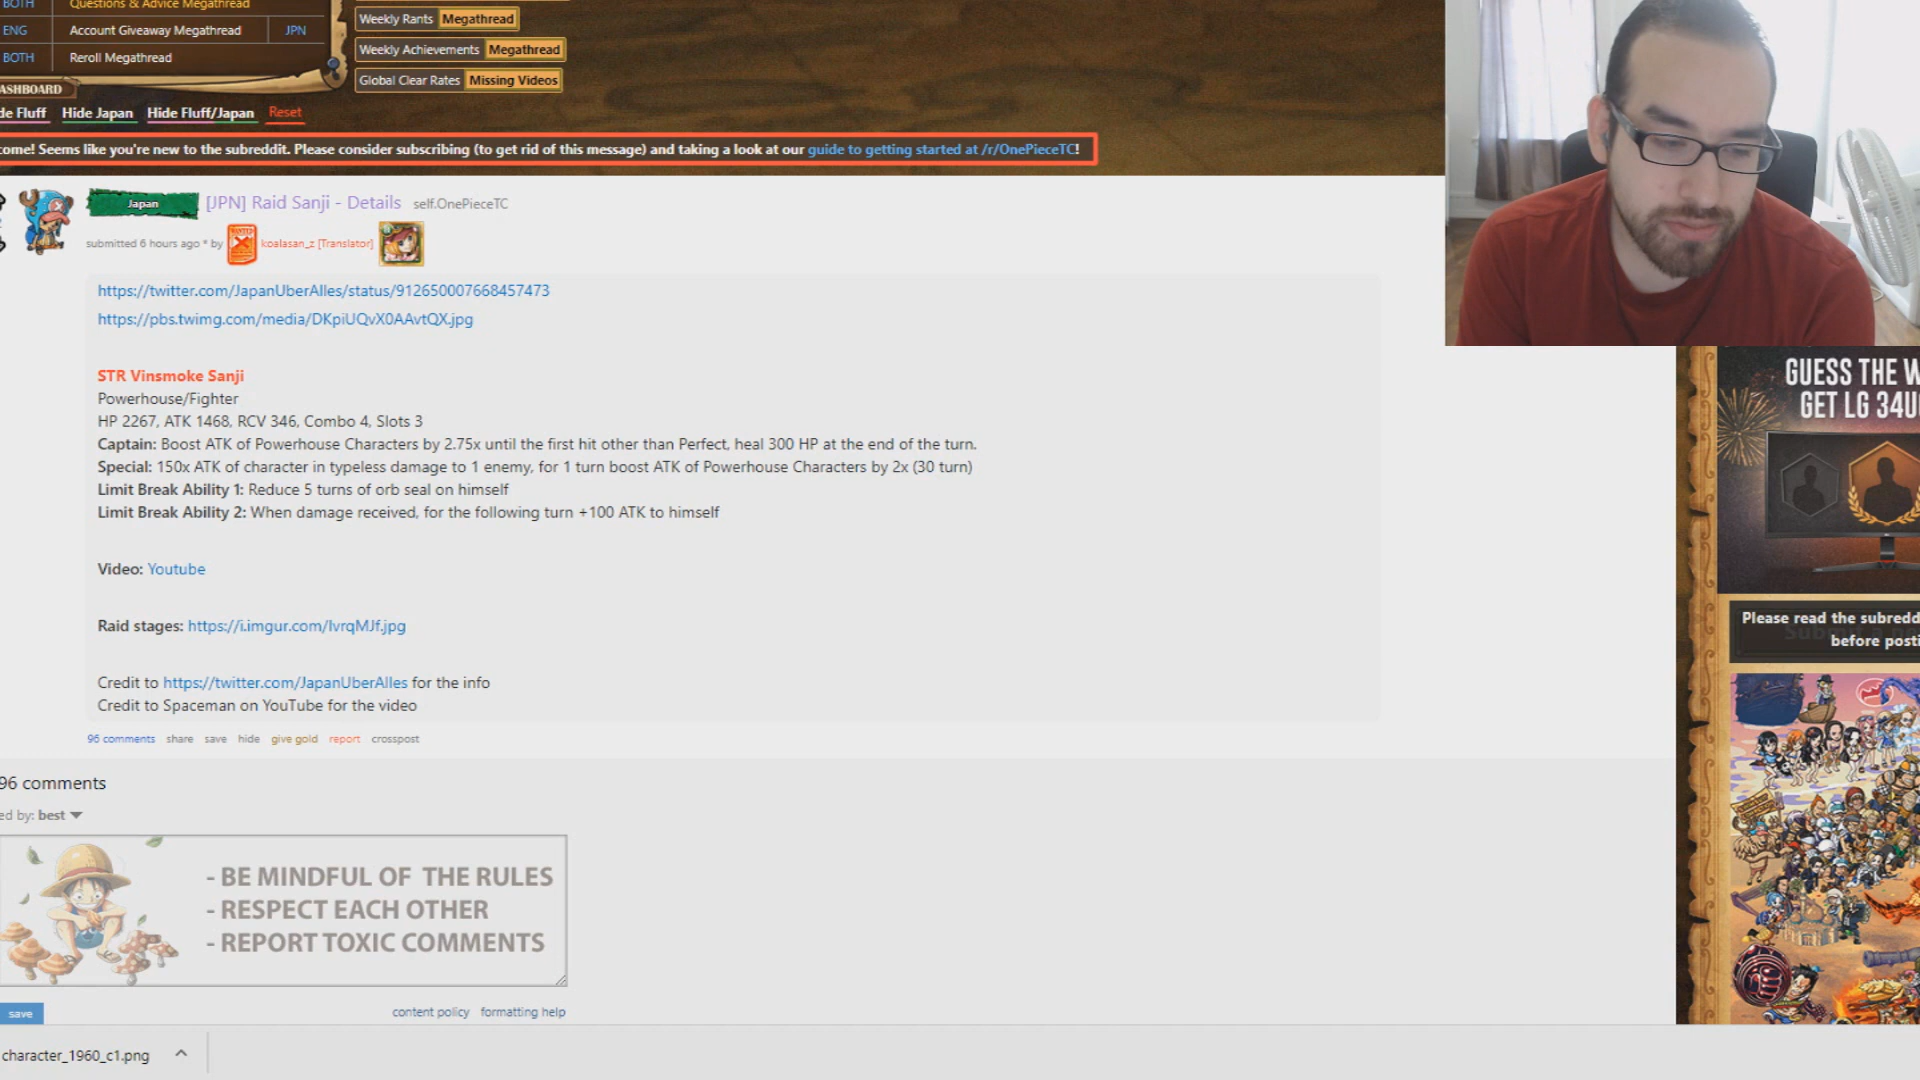 BOTH Questions & Advice Megathread
ENG Account Giveaway Megathread JPN
BOTH Reroll Megathread
Weekly Rants Megathread
Weekly Achievements Megathread
Global Clear Rates Missing Videos
ASHBOARD
de Fluff Hide Japan Hide Fluff/Japan Reset
come! Seems like you're new to the subreddit. Please consider subscribing (to get rid of this message) and taking a look at our guide to getting started at /r/OnePieceTC!
Japan [JPN] Raid Sanji - Details self.OnePieceTC
submitted 6 hours ago * by WANTED koalasan_z [Translator]
https://twitter.com/JapanUberAlles/status/912650007668457473
https://pbs.twimg.com/media/DKpiUQvX0AAvtQX.jpg
STR Vinsmoke Sanji
Powerhouse/Fighter
HP 2267, ATK 1468, RCV 346, Combo 4, Slots 3
Captain: Boost ATK of Powerhouse Characters by 2.75x until the first hit other than Perfect, heal 300 HP at the end of the turn.
Special: 150x ATK of character in typeless damage to 1 enemy, for 1 turn boost ATK of Powerhouse Characters by 2x (30 turn)
Limit Break Ability 1: Reduce 5 turns of orb seal on himself
Limit Break Ability 2: When damage received, for the following turn +100 ATK to himself
Video: Youtube
Raid stages: https://i.imgur.com/IvrqMJf.jpg
Credit to https://twitter.com/JapanUberAlles for the info
Credit to Spaceman on YouTube for the video
96 comments share save hide give gold report crosspost
96 comments
ed by: best
- BE MINDFUL OF THE RULES
- RESPECT EACH OTHER
- REPORT TOXIC COMMENTS
save content policy formatting help
character_1960_c1.png
GUESS THE W
GET LG 34U
Please read the subredd
before posti